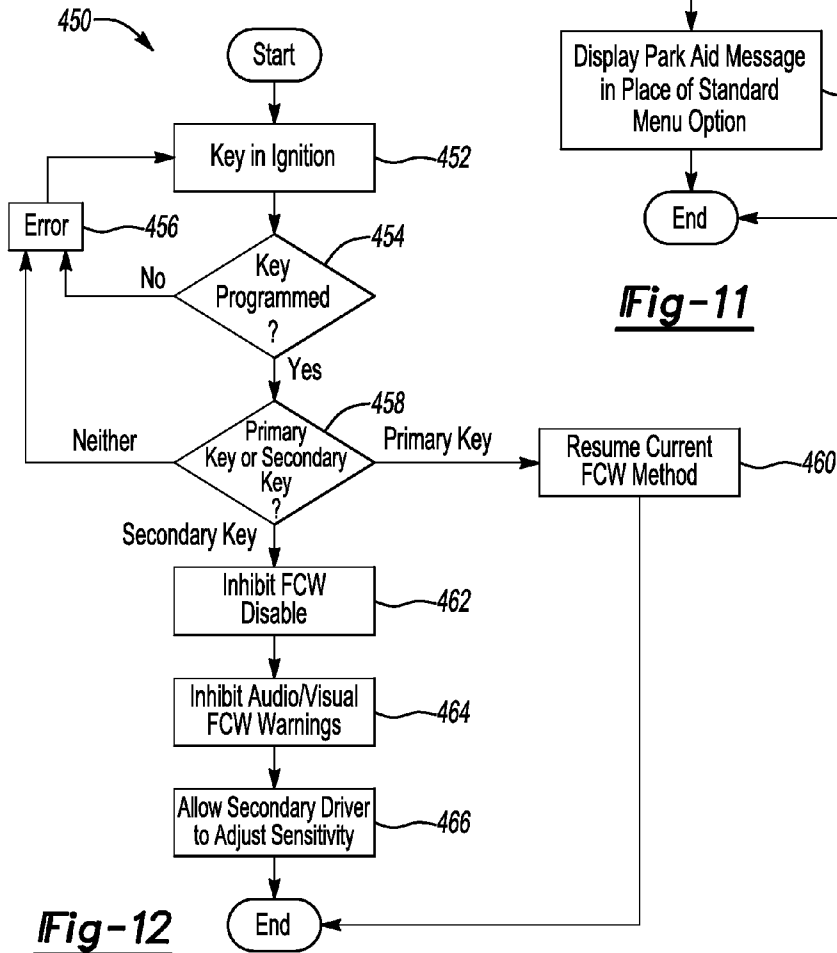 450
Start
Key in Ignition
452
Error
456
454
No
Key
Programmed
?
Yes
458
Neither
Primary
Key or Secondary
Key
?
Primary Key
Resume Current
FCW Method
460
Secondary Key
Inhibit FCW
Disable
462
Inhibit Audio/Visual
FCW Warnings
464
Allow Secondary Driver
to Adjust Sensitivity
466
End
Fig-12
Display Park Aid Message
in Place of Standard
Menu Option
End
Fig-11